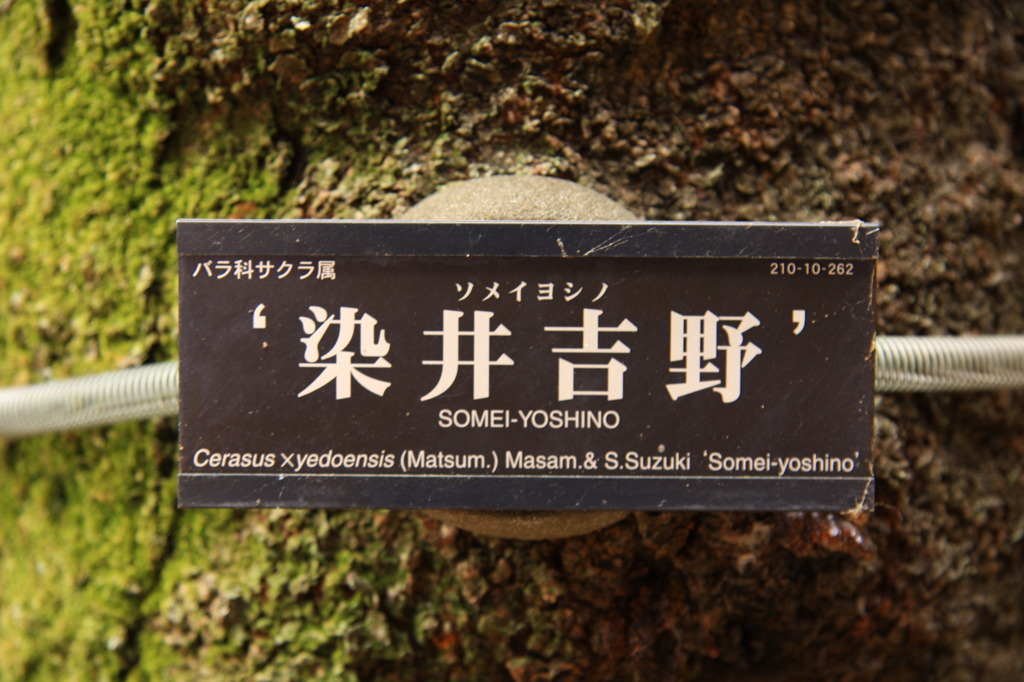 バラ科サクラ属 210-10-262
ソメイヨシノ
‘染井吉野’
SOMEI-YOSHINO
Cerasus ×yedoensis (Matsum.) Masam.& S.Suzuki ‘Somei-yoshino’